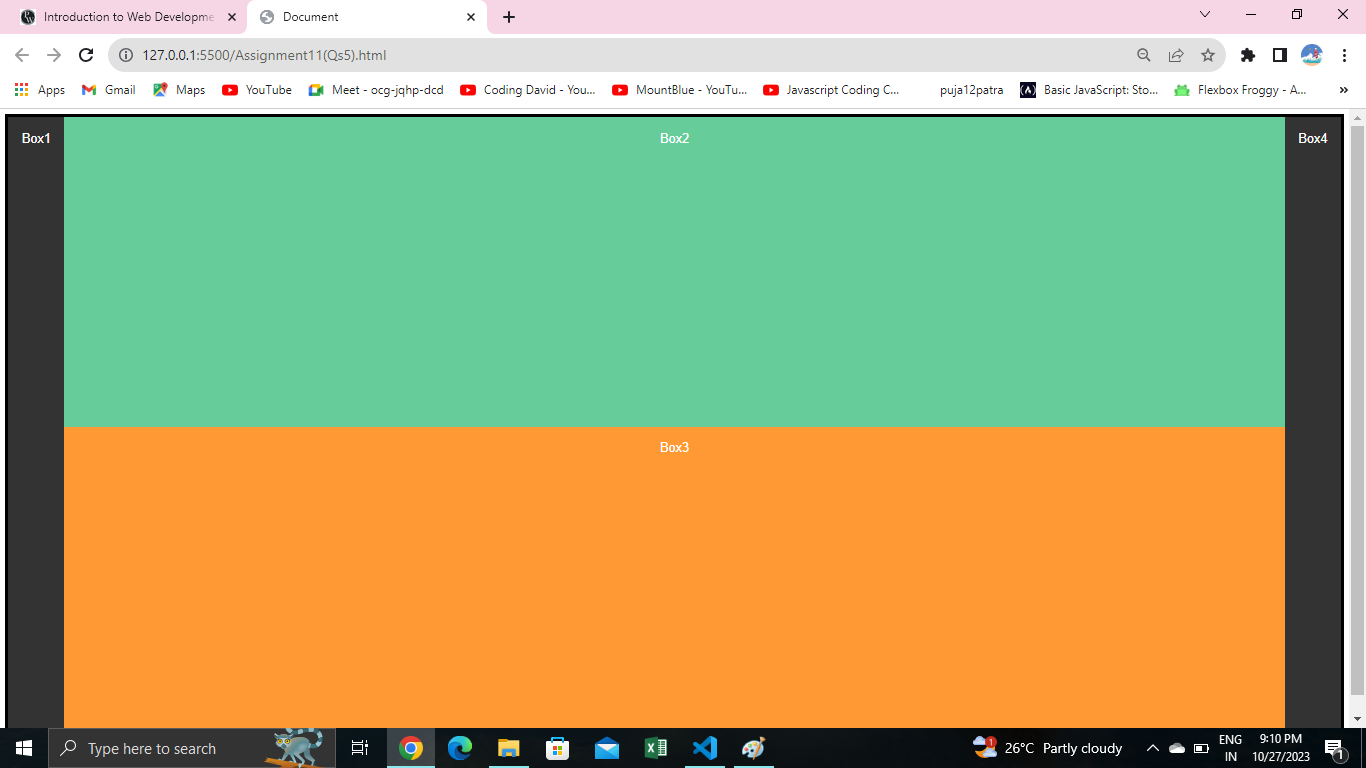 Introduction to Web Developme
Document
127.0.0.1:5500/Assignment11(Qs5).html
Apps
Gmail
Maps
YouTube
Meet - ocg-jqhp-dcd
Coding David - You...
MountBlue - YouTu...
Javascript Coding C...
puja12patra
Basic JavaScript: Sto...
Flexbox Froggy - A...
»
Box1
Box2
Box4
Box3
Type here to search
1
26°C Partly cloudy
ENG
IN
9:10 PM
10/27/2023
1